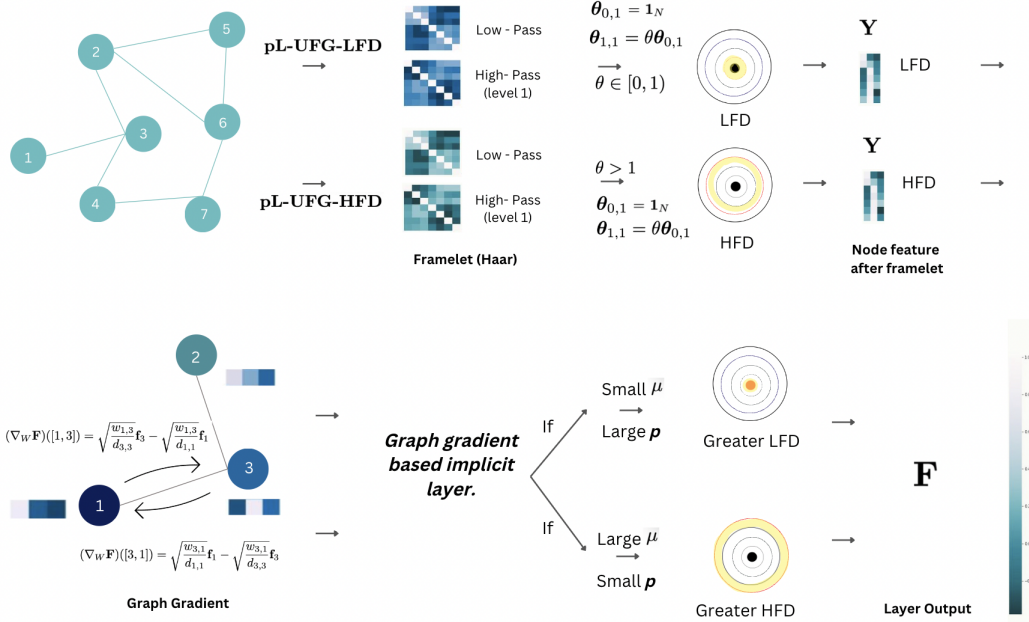 5
2
6
3
1
4
7
pL-UFG-LFD
pL-UFG-HFD
Low - Pass
High- Pass
(level 1)
Low - Pass
High- Pass
(level 1)
Framelet (Haar)
θ₀,₁ = 1_N
θ₁,₁ = θθ₀,₁
θ ∈ [0, 1)
θ > 1
θ₀,₁ = 1_N
θ₁,₁ = θθ₀,₁
LFD
HFD
Y
LFD
Y
HFD
Node feature
after framelet
2
3
1
(∇_W F)([1, 3]) = √(w₁,₃/d₃,₃) f₃ − √(w₁,₃/d₁,₁) f₁
(∇_W F)([3, 1]) = √(w₃,₁/d₁,₁) f₁ − √(w₃,₁/d₃,₃) f₃
Graph Gradient
Graph gradient
based implicit
layer.
If
If
Small μ
Large p
Large μ
Small p
Greater LFD
Greater HFD
F
Layer Output